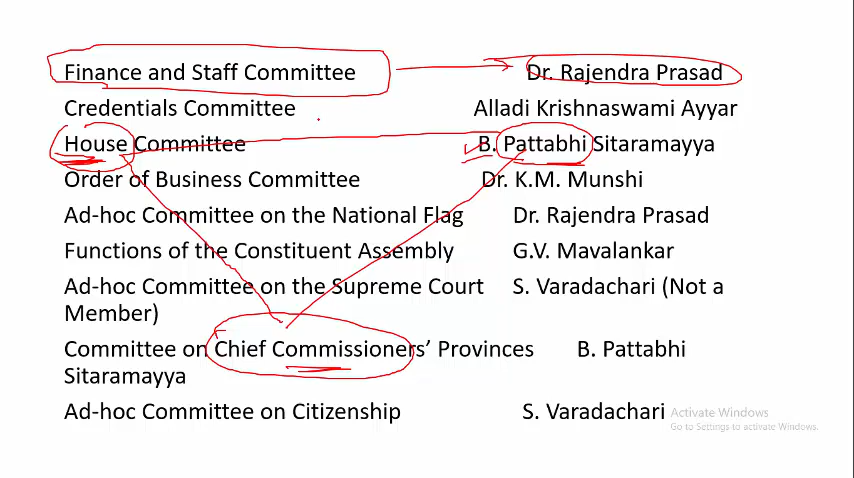 Finance and Staff Committee Dr. Rajendra Prasad
Credentials Committee Alladi Krishnaswami Ayyar
House Committee B. Pattabhi Sitaramayya
Order of Business Committee Dr. K.M. Munshi
Ad-hoc Committee on the National Flag Dr. Rajendra Prasad
Functions of the Constituent Assembly G.V. Mavalankar
Ad-hoc Committee on the Supreme Court S. Varadachari (Not a
Member)
Committee on Chief Commissioners’ Provinces B. Pattabhi
Sitaramayya
Ad-hoc Committee on Citizenship S. Varadachari
Activate Windows
Go to Settings to activate Windows.